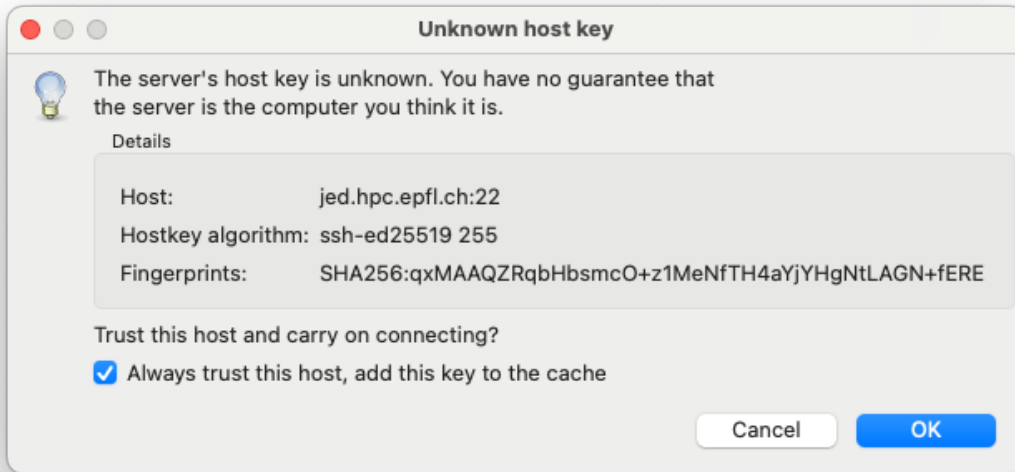 Unknown host key
The server's host key is unknown. You have no guarantee that
the server is the computer you think it is.
Details
Host: jed.hpc.epfl.ch:22
Hostkey algorithm: ssh-ed25519 255
Fingerprints: SHA256:qxMAAQZRqbHbsmcO+z1MeNfTH4aYjYHgNtLAGN+fERE
Trust this host and carry on connecting?
Always trust this host, add this key to the cache
Cancel OK